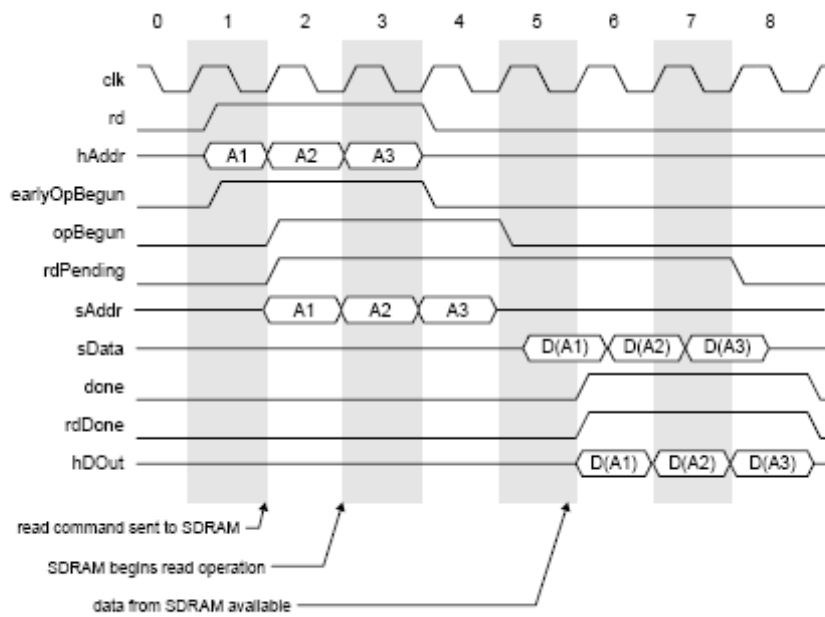 0 1 2 3 4 5 6 7 8
clk
rd
hAddr A1 A2 A3
earlyOpBegun
opBegun
rdPending
sAddr A1 A2 A3
sData D(A1) D(A2) D(A3)
done
rdDone
hDOut D(A1) D(A2) D(A3)
read command sent to SDRAM
SDRAM begins read operation
data from SDRAM available